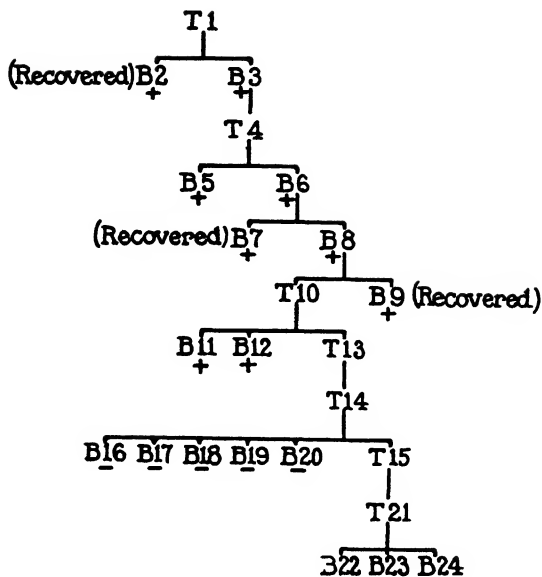 T1
(Recovered) B2 B3
+ +
T4
B5 B6
+ +
(Recovered) B7 B8
+ +
T10 B9 (Recovered)
+
B11 B12 T13
+ +
T14
B16 B17 B18 B19 B20 T15
- - - - -
T21
B22 B23 B24